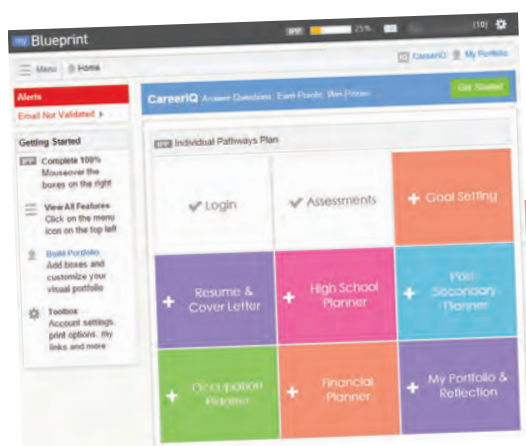 my Blueprint
IPP 25% (10)
Menu Home
CareerIQ My Portfolio
Alerts
Email Not Validated
CareerIQ Answer Questions. Earn Points. Win Prizes.
Get Started
Getting Started
IPP Complete 100%
Mouseover the
boxes on the right
View All Features
Click on the menu
icon on the top left
Build Portfolio
Add boxes and
customize your
visual portfolio
Toolbox
Account settings,
print options, my
links and more
IPP Individual Pathways Plan
Login
Assessments
Goal Setting
Resume &
Cover Letter
High School
Planner
Post
Secondary
Planner
Occupation
Planner
Financial
Planner
My Portfolio &
Reflection